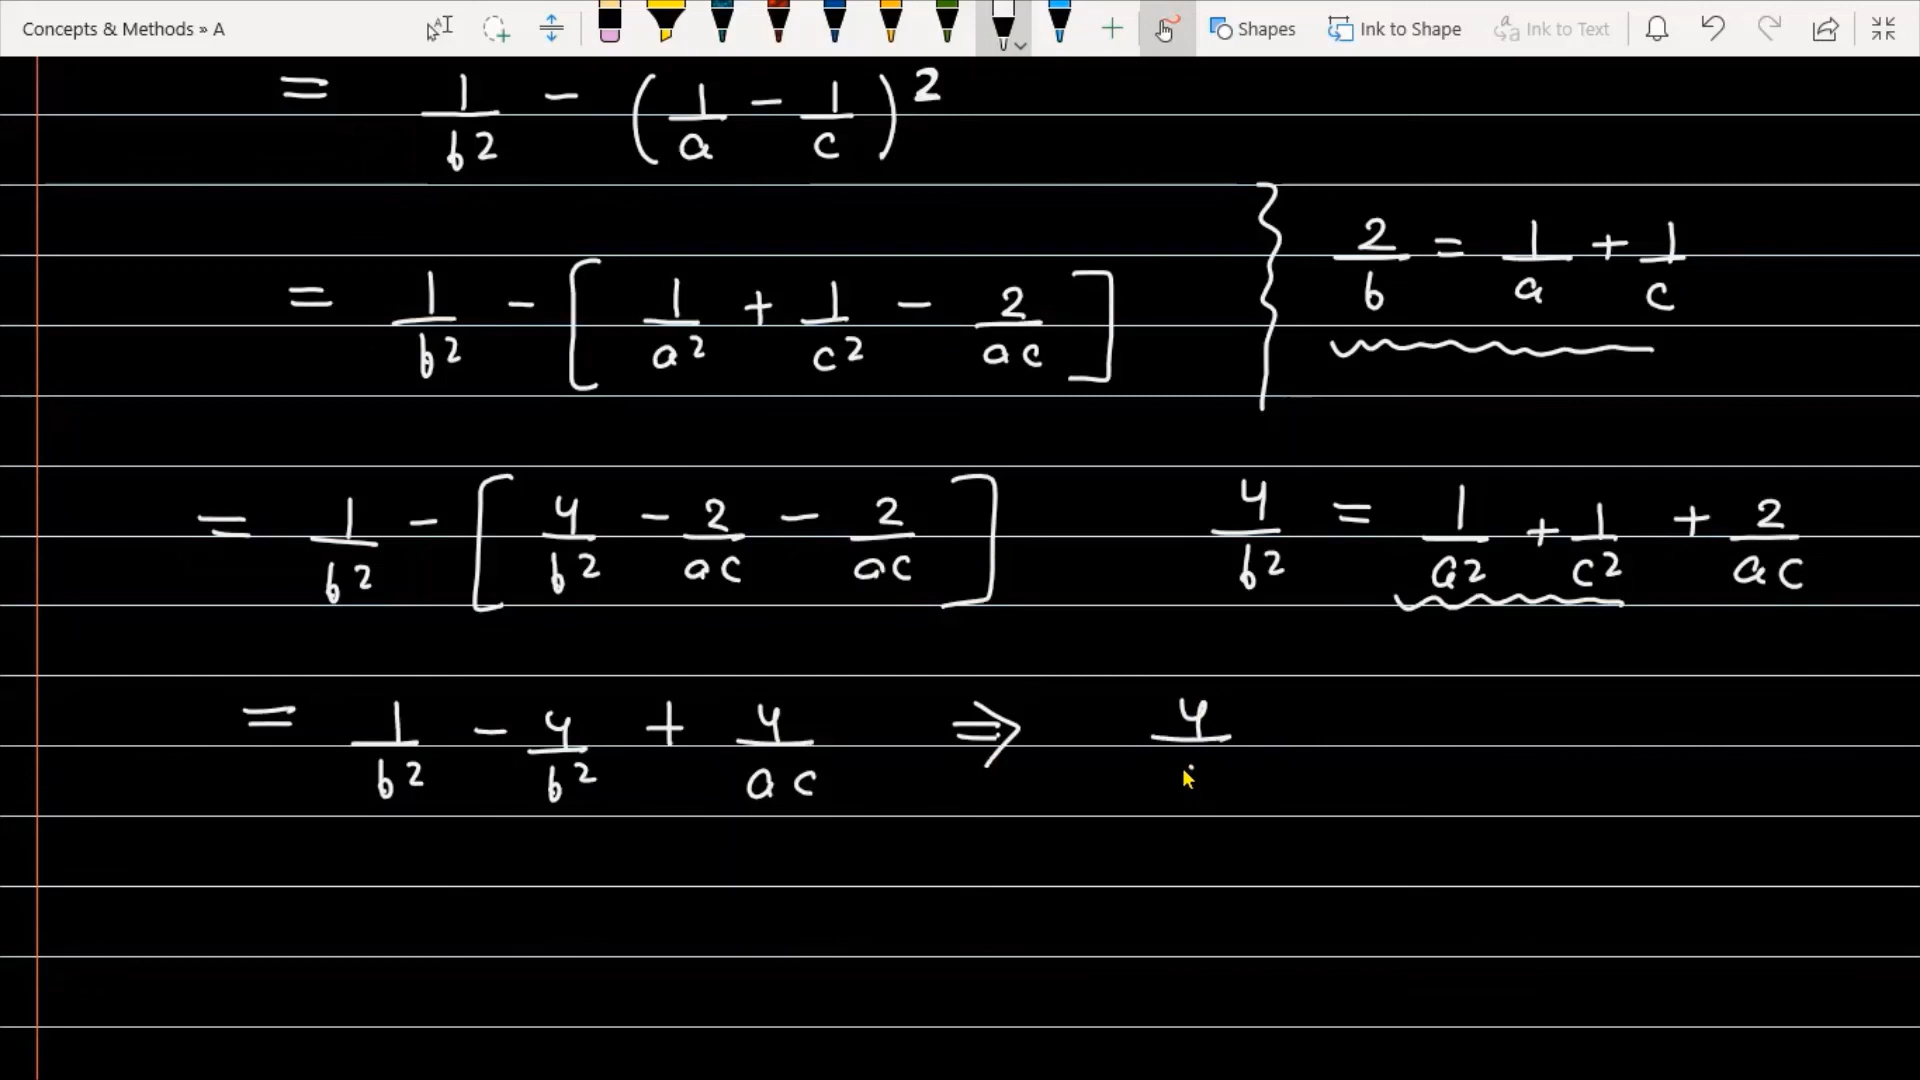 Concepts & Methods » A Shapes Ink to Shape Ink to Text
= 1/b² - (1/a - 1/c)²
= 1/b² - [1/a² + 1/c² - 2/ac]
2/b = 1/a + 1/c
= 1/b² - [4/b² - 2/ac - 2/ac]
4/b² = 1/a² + 1/c² + 2/ac
= 1/b² - 4/b² + 4/ac ⇒ 4/